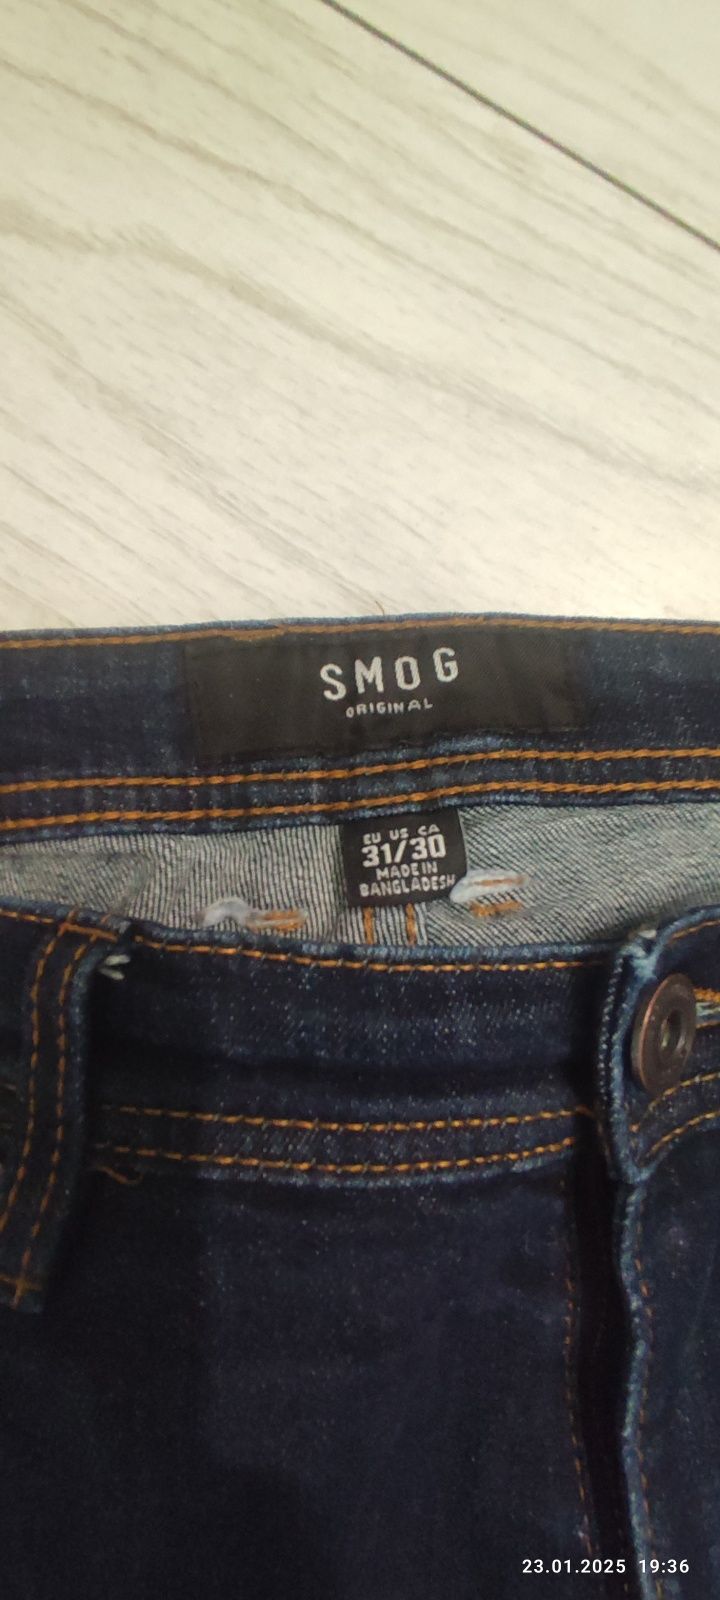 SMOG
ORIGINAL
EU US CA
31/30
MADE IN
BANGLADESH
23.01.2025 19:36